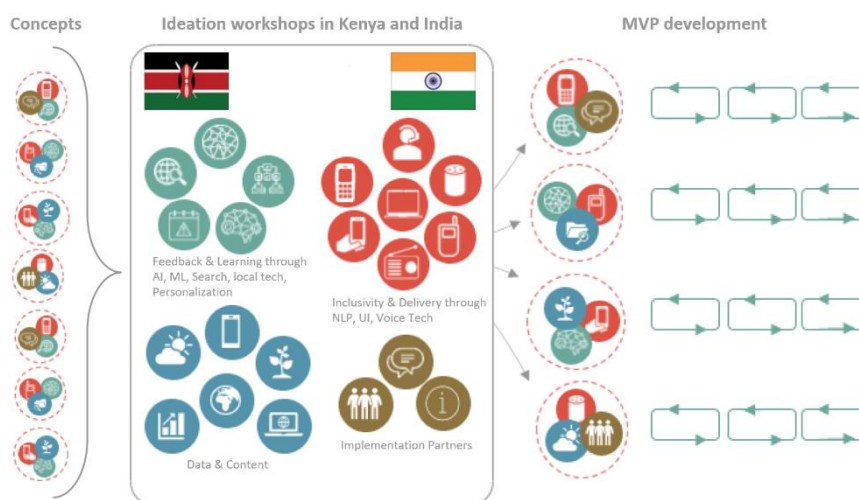 Concepts
Ideation workshops in Kenya and India
MVP development
Feedback & Learning through
AI, ML, Search, local tech,
Personalization
Inclusivity & Delivery through
NLP, UI, Voice Tech
Data & Content
Implementation Partners